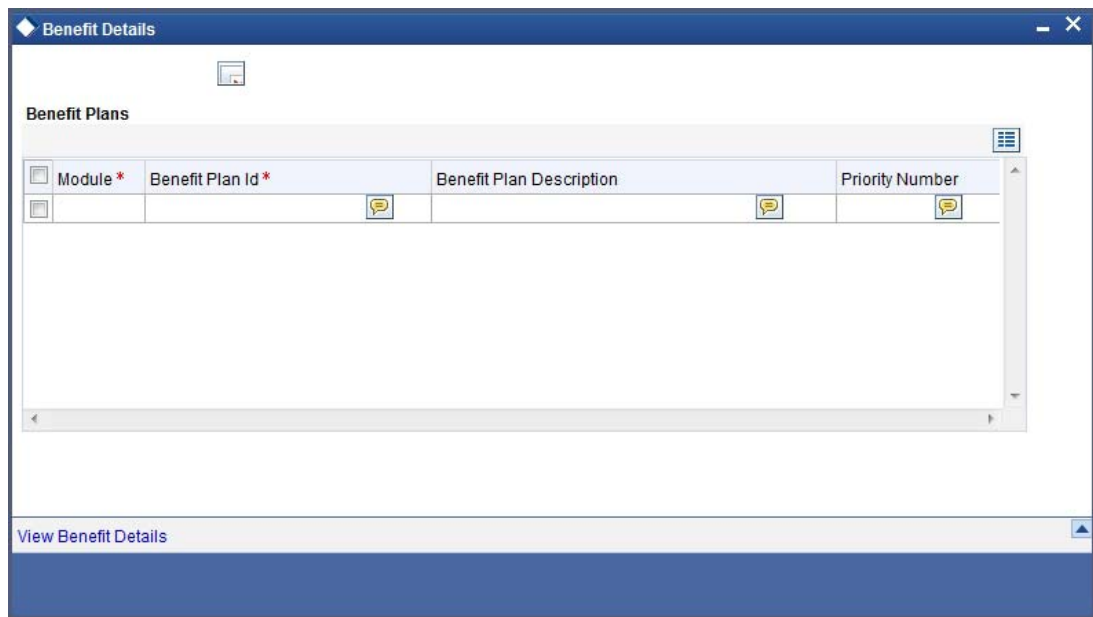 Benefit Details
Benefit Plans
Module * Benefit Plan Id * Benefit Plan Description Priority Number
View Benefit Details